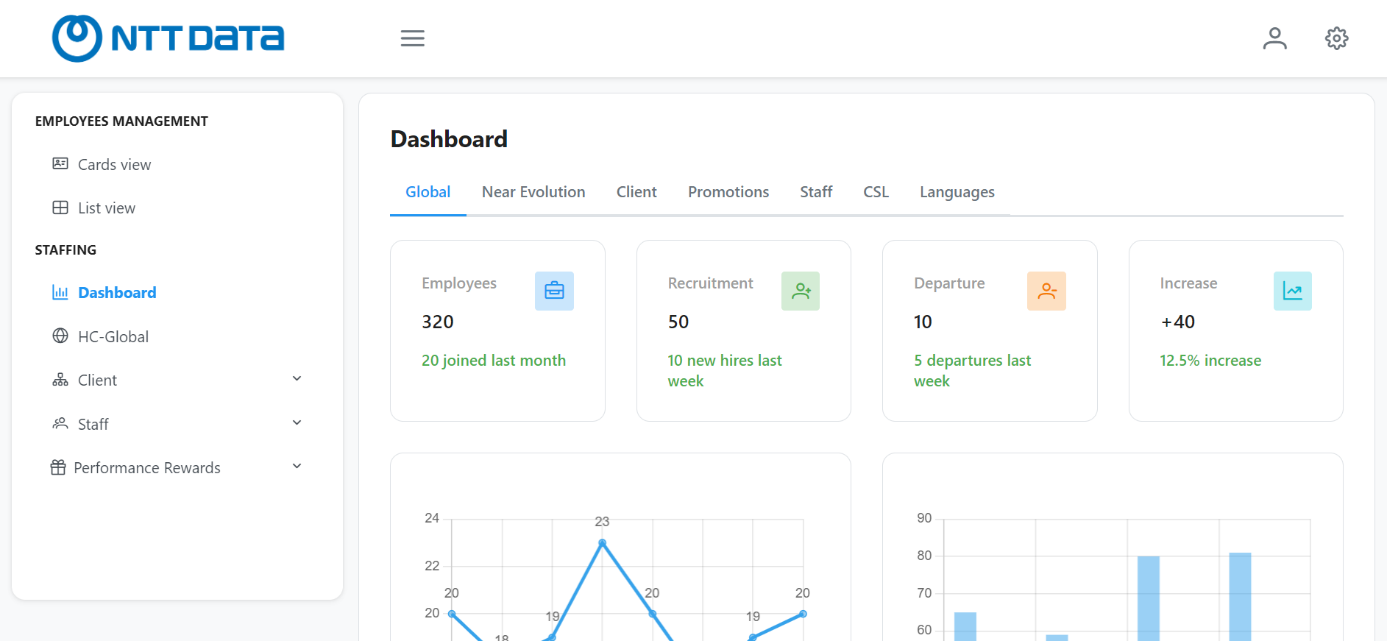 NTT DATA
EMPLOYEES MANAGEMENT
Cards view
List view
STAFFING
Dashboard
HC-Global
Client
Staff
Performance Rewards
Dashboard
Global Near Evolution Client Promotions Staff CSL Languages
Employees
320
20 joined last month
Recruitment
50
10 new hires last
week
Departure
10
5 departures last
week
Increase
+40
12.5% increase
24
22
20
20
18
19
23
20
19
20
90
80
70
60